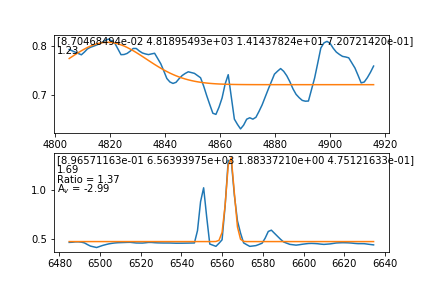 [8.70468494e-02 4.81895493e+03 1.41437824e+01 7.20721420e-01]
1.23
0.8
0.7
4800 4820 4840 4860 4880 4900 4920
[8.96571163e-01 6.56393975e+03 1.88337210e+00 4.75121633e-01]
1.69
Ratio = 1.37
Av = -2.99
1.0
0.5
6480 6500 6520 6540 6560 6580 6600 6620 6640